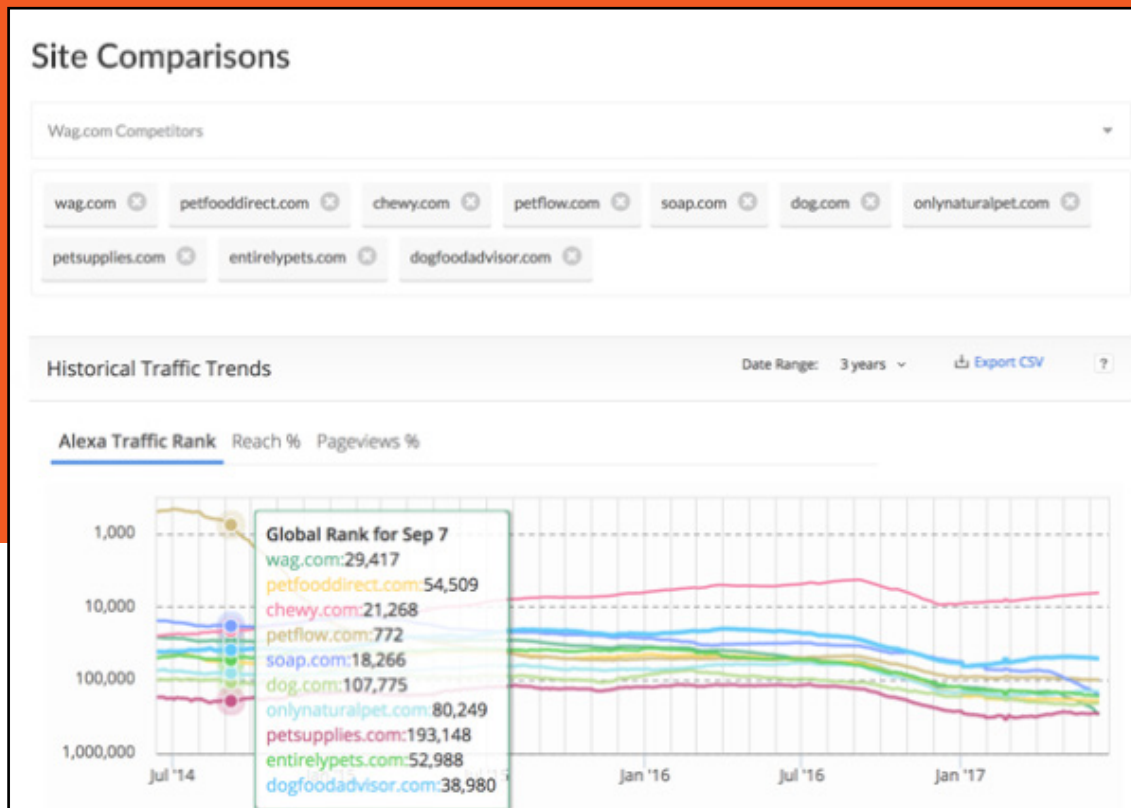 Site Comparisons
Wag.com Competitors
wag.com petfooddirect.com chewy.com petflow.com soap.com dog.com onlynaturalpet.com
petsupplies.com entirelypets.com dogfoodadvisor.com
Historical Traffic Trends Date Range: 3 years Export CSV ?
Alexa Traffic Rank Reach % Pageviews %
1,000
10,000
100,000
1,000,000
Global Rank for Sep 7
wag.com:29,417
petfooddirect.com:54,509
chewy.com:21,268
petflow.com:772
soap.com:18,266
dog.com:107,775
onlynaturalpet.com:80,249
petsupplies.com:193,148
entirelypets.com:52,988
dogfoodadvisor.com:38,980
Jul '14 Jan '15 Jul '15 Jan '16 Jul '16 Jan '17